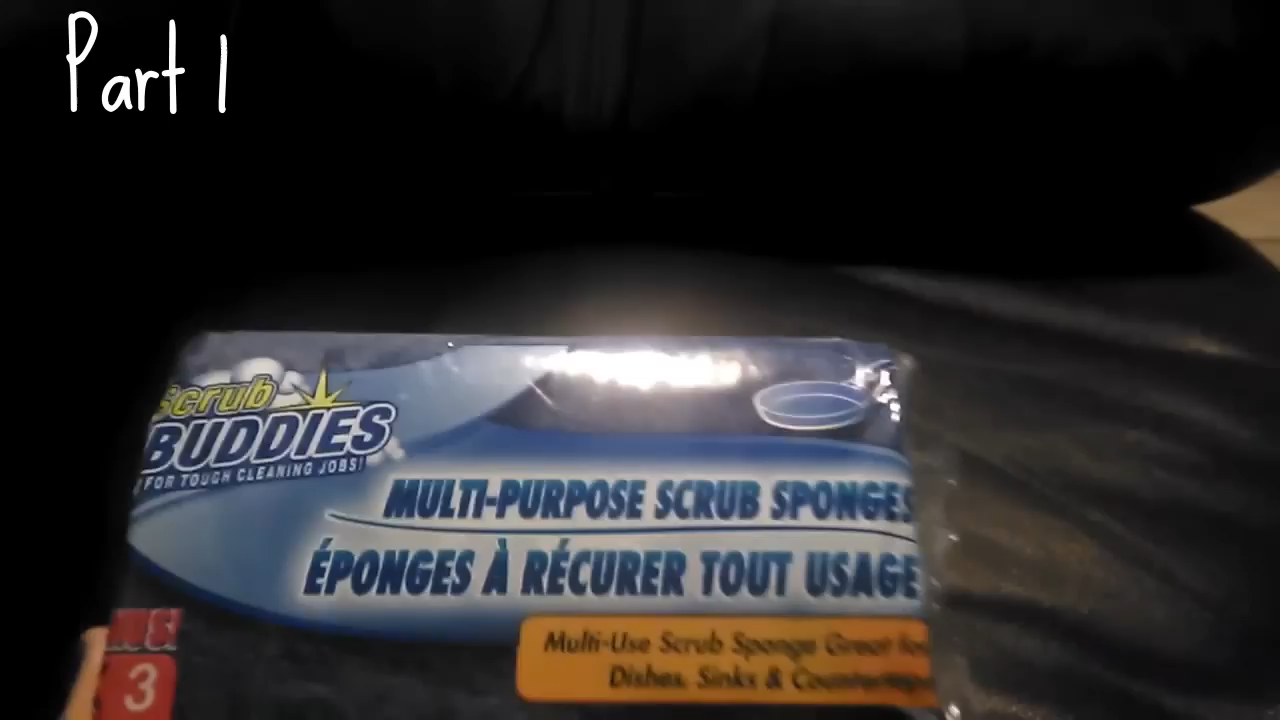 Part 1
Scrub
BUDDIES
FOR TOUGH CLEANING JOBS!
MULTI-PURPOSE SCRUB SPONGES
ÉPONGES À RÉCURER TOUT USAGE
Multi-Use Scrub Sponge Great for
Dishes, Sinks & Countertops
3